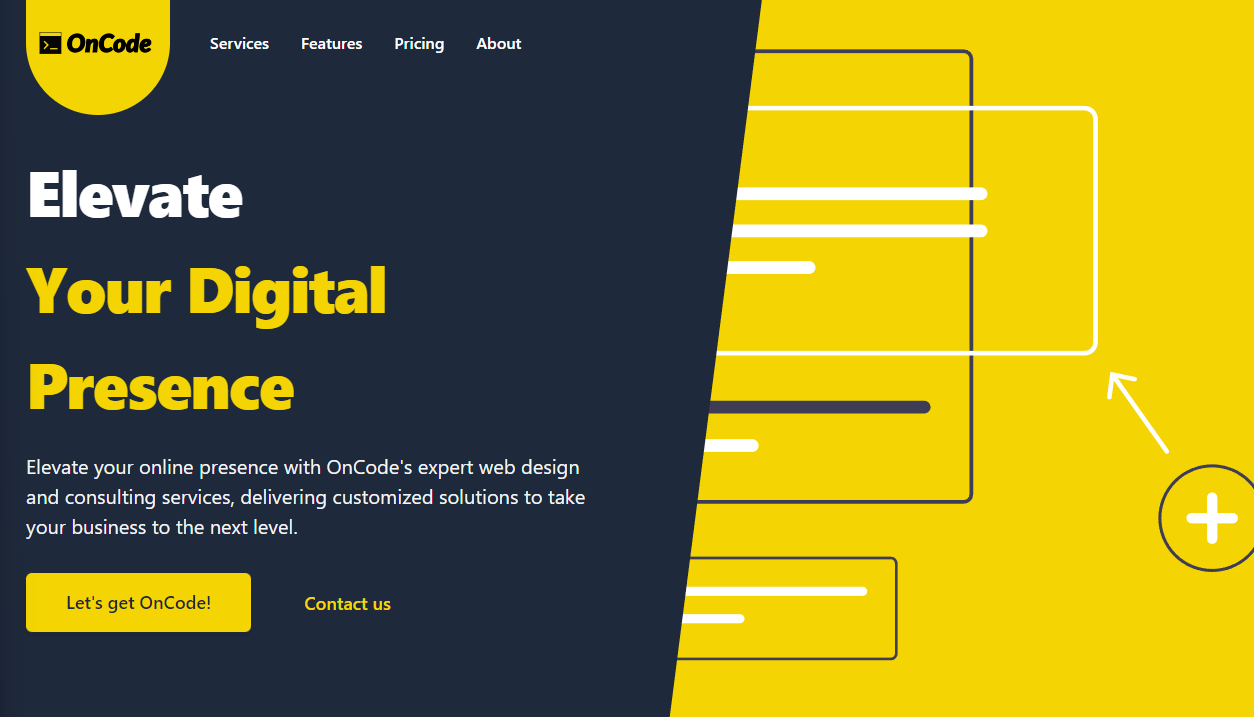 OnCode
Services Features Pricing About
Elevate
Your Digital
Presence
Elevate your online presence with OnCode's expert web design
and consulting services, delivering customized solutions to take
your business to the next level.
Let's get OnCode!
Contact us